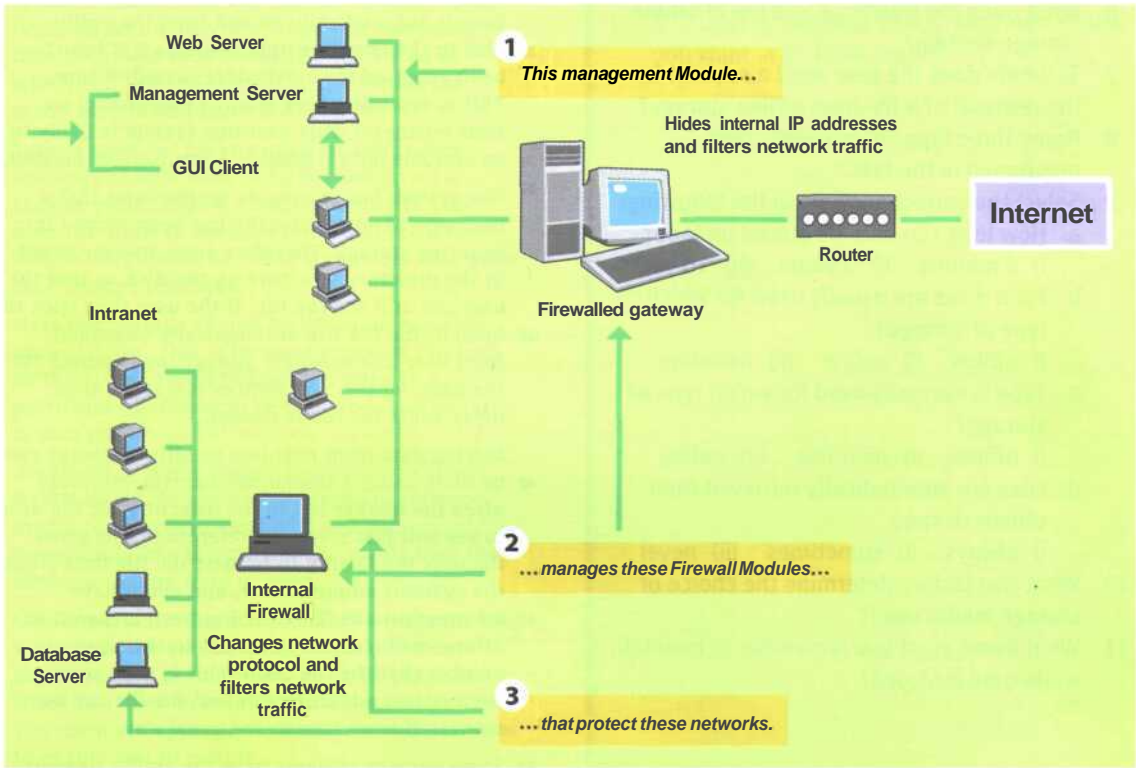 Web Server
1
This management Module...
Management Server
Hides internal IP addresses
and filters network traffic
GUI Client
Internet
Router
Firewalled gateway
Intranet
2
...manages these Firewall Modules...
Internal
Firewall
Changes network
protocol and
filters network
traffic
Database
Server
3
...that protect these networks.